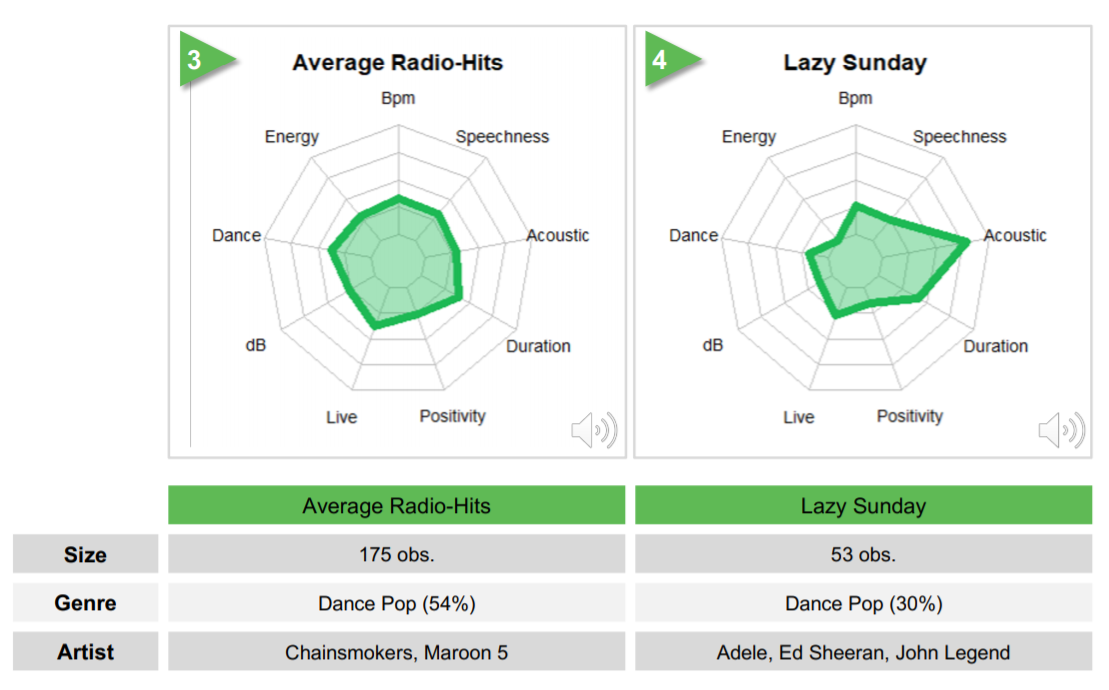 3
Average Radio-Hits
Bpm
Energy
Speechness
Dance
Acoustic
dB
Duration
Live
Positivity
4
Lazy Sunday
Bpm
Energy
Speechness
Dance
Acoustic
dB
Duration
Live
Positivity
Average Radio-Hits Lazy Sunday
Size 175 obs. 53 obs.
Genre Dance Pop (54%) Dance Pop (30%)
Artist Chainsmokers, Maroon 5 Adele, Ed Sheeran, John Legend